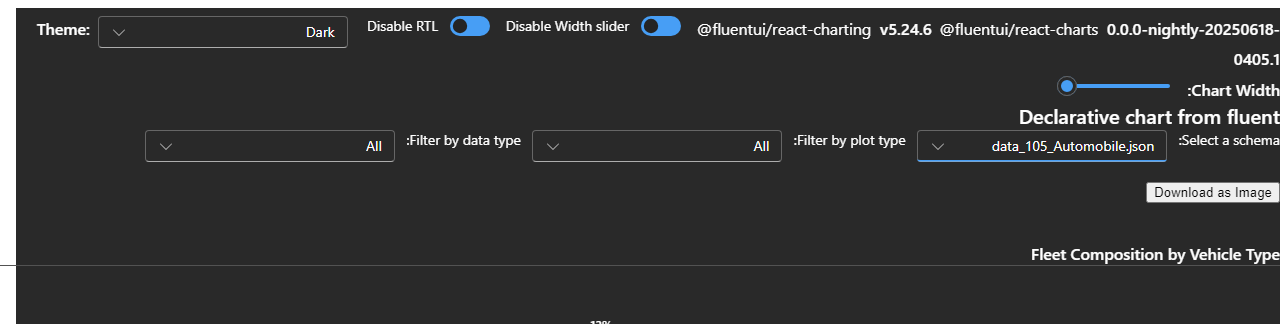 Theme: Dark Disable RTL Disable Width slider @fluentui/react-charting v5.24.6 @fluentui/react-charts 0.0.0-nightly-20250618-
0405.1
:Chart Width
Declarative chart from fluent
:Select a schema data_105_Automobile.json :Filter by plot type All :Filter by data type All
Download as Image
Fleet Composition by Vehicle Type